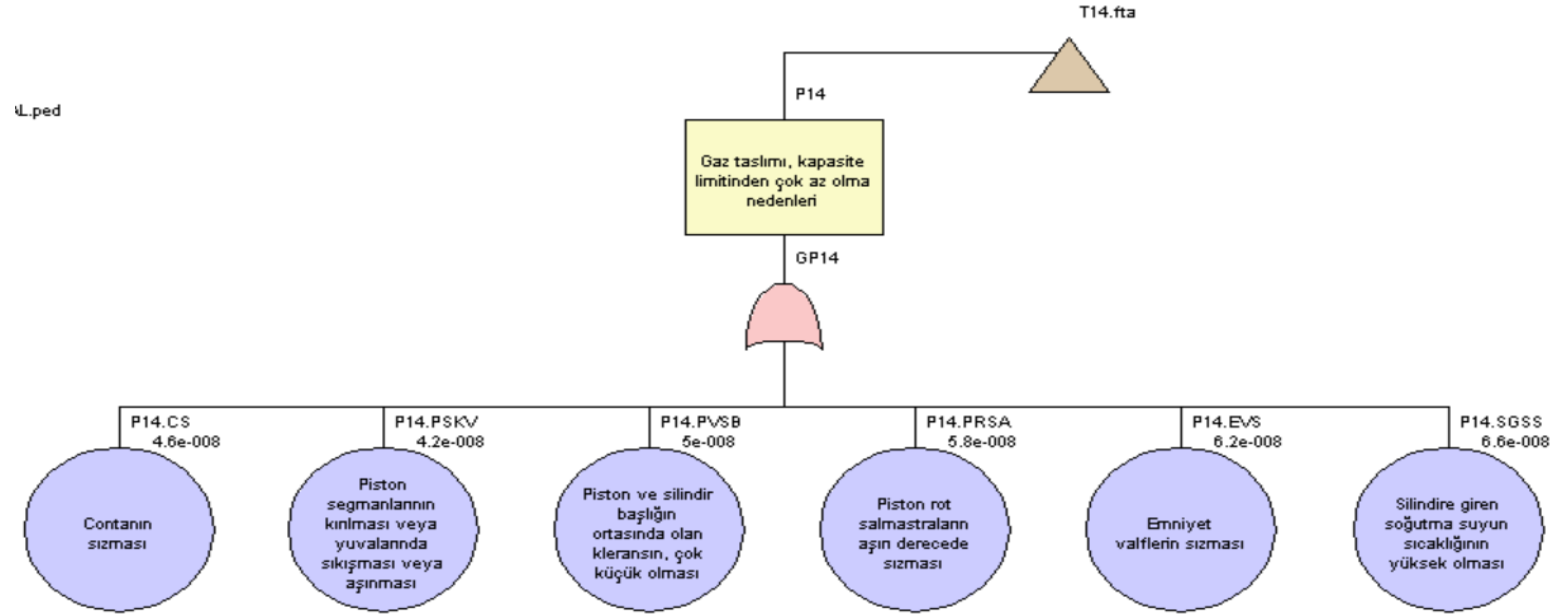 T14.fta
AL.ped
P14
Gaz taslımı, kapasite
limitinden çok az olma
nedenleri
GP14
P14.CS
4.6e-008
P14.PSKV
4.2e-008
P14.PVSB
5e-008
P14.PRSA
5.8e-008
P14.EVS
6.2e-008
P14.SGSS
6.6e-008
Contanın
sızması
Piston
segmanlarının
kırılması veya
yuvalarında
sıkışması veya
aşınması
Piston ve silindir
başlığın
ortasında olan
kleransın, çok
küçük olması
Piston rot
salmastraların
aşırı derecede
sızması
Emniyet
valflerin sızması
Silindire giren
soğutma suyun
sıcaklığının
yüksek olması